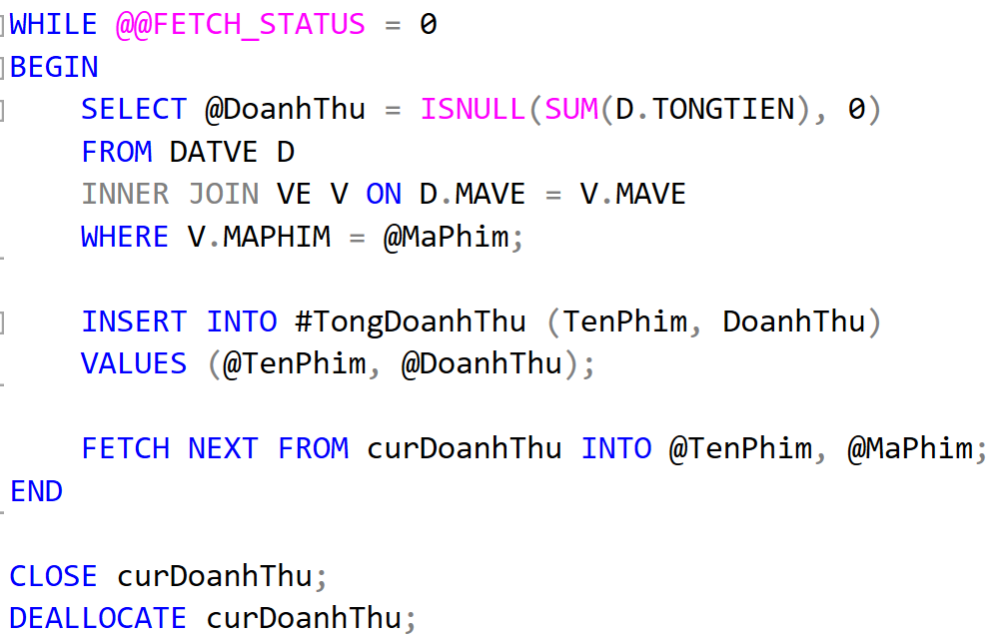 WHILE @@FETCH_STATUS = 0
BEGIN
    SELECT @DoanhThu = ISNULL(SUM(D.TONGTIEN), 0)
    FROM DATVE D
    INNER JOIN VE V ON D.MAVE = V.MAVE
    WHERE V.MAPHIM = @MaPhim;
    INSERT INTO #TongDoanhThu (TenPhim, DoanhThu)
    VALUES (@TenPhim, @DoanhThu);
    FETCH NEXT FROM curDoanhThu INTO @TenPhim, @MaPhim;
END
CLOSE curDoanhThu;
DEALLOCATE curDoanhThu;